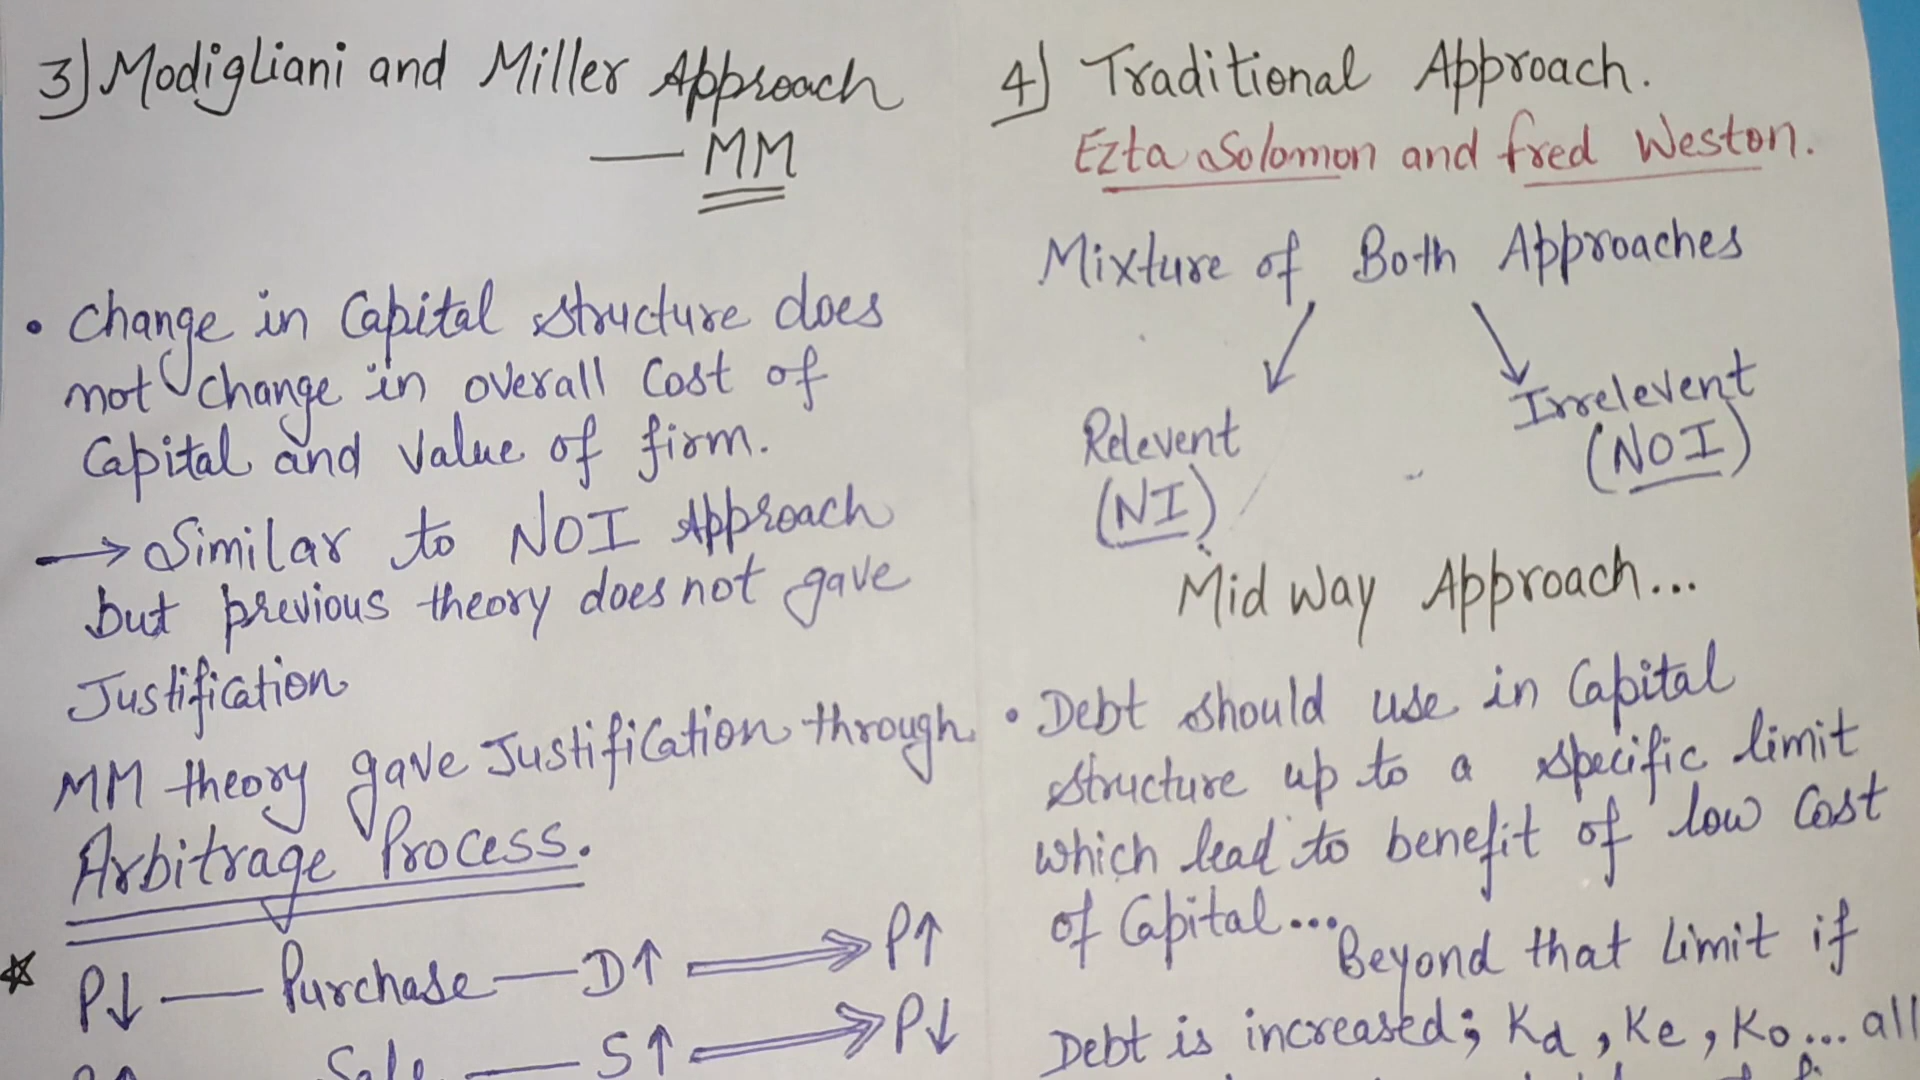 3) Modigliani and Miller Approach
— MM
• Change in Capital structure does
not change in overall Cost of
Capital and Value of firm.
→ Similar to NOI Approach
but previous theory does not gave
Justification
MM theory gave Justification through
Arbitrage Process.
☆ P↓ — Purchase — D↑ ⇒ P↑
Sale — S↑ ⇒ P↓
4) Traditional Approach.
Ezta Solomon and fred Weston.
Mixture of Both Approaches
Relevent
(NI)
Irrelevent
(NOI)
Mid way Approach...
• Debt should use in Capital
structure up to a specific limit
which lead to benefit of low Cost
of Capital...
Beyond that Limit if
Debt is increased; Kd, Ke, Ko... all